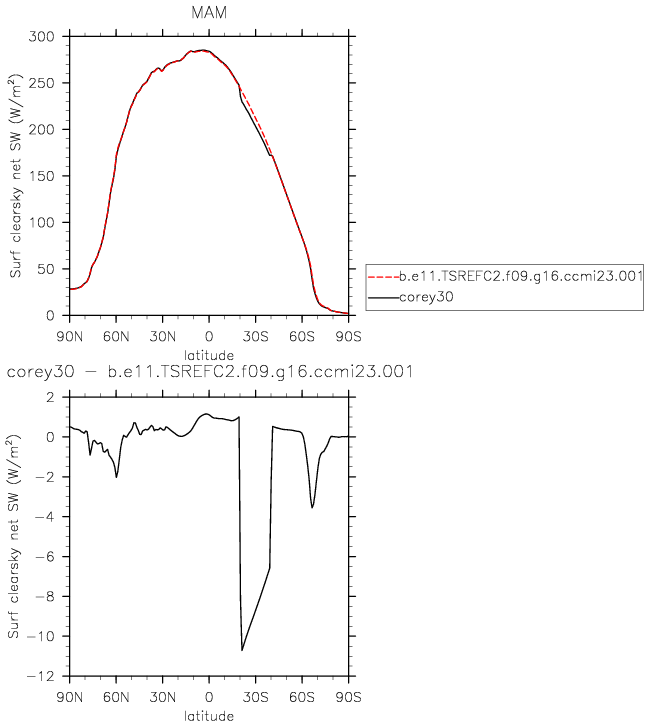 MAM
Surf clearsky net SW (W/m²)
300
250
200
150
100
50
0
90N 60N 30N 0 30S 60S 90S
latitude
b.e11.TSREFC2.f09.g16.ccmi23.001
corey30
corey30 − b.e11.TSREFC2.f09.g16.ccmi23.001
Surf clearsky net SW (W/m²)
2
0
−2
−4
−6
−8
−10
−12
90N 60N 30N 0 30S 60S 90S
latitude